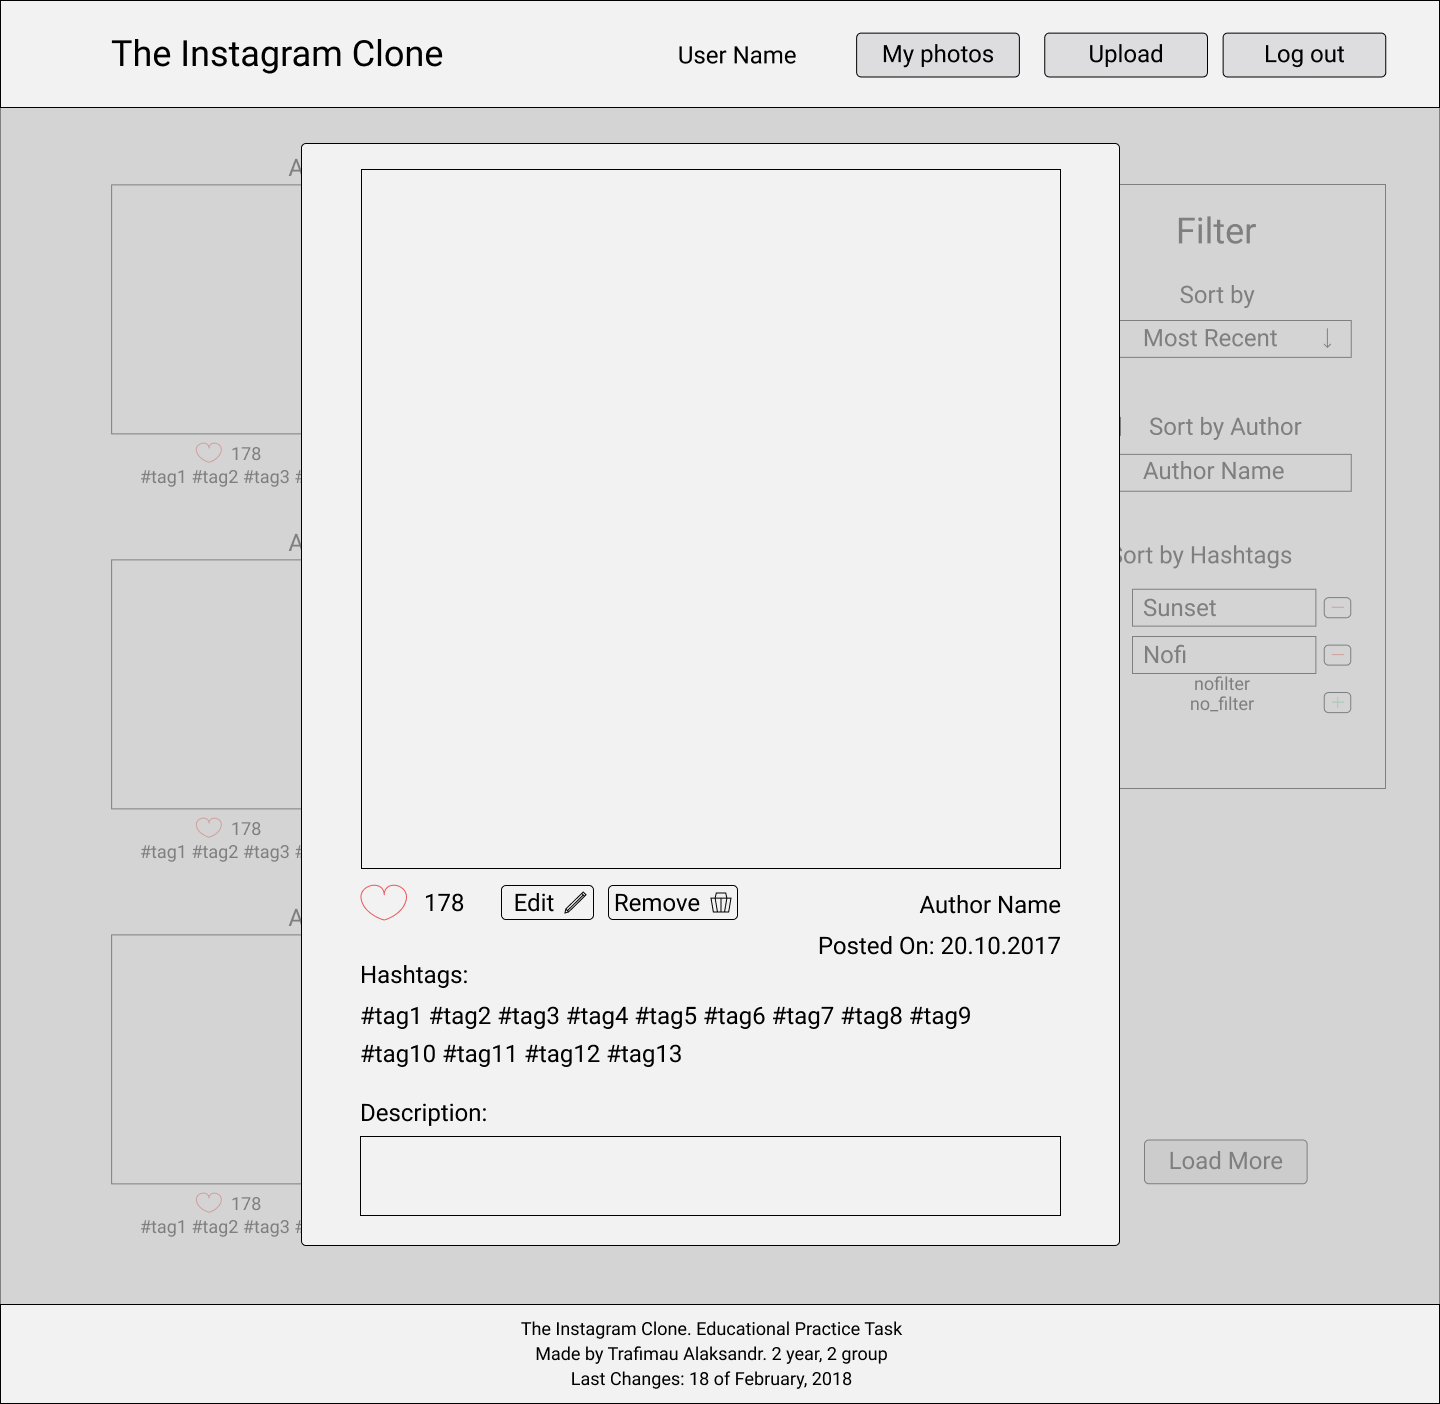 The Instagram Clone
User Name
My photos
Upload
Log out
178
#tag1 #tag2 #tag3
178
#tag1 #tag2 #tag3
178
#tag1 #tag2 #tag3
178
Edit
Remove
Author Name
Posted On: 20.10.2017
Hashtags:
#tag1 #tag2 #tag3 #tag4 #tag5 #tag6 #tag7 #tag8 #tag9
#tag10 #tag11 #tag12 #tag13
Description:
Filter
Sort by
Most Recent ↓
Sort by Author
Author Name
Sort by Hashtags
Sunset
Nofi
nofilter
no_filter
Load More
The Instagram Clone. Educational Practice Task
Made by Trafimau Alaksandr. 2 year, 2 group
Last Changes: 18 of February, 2018